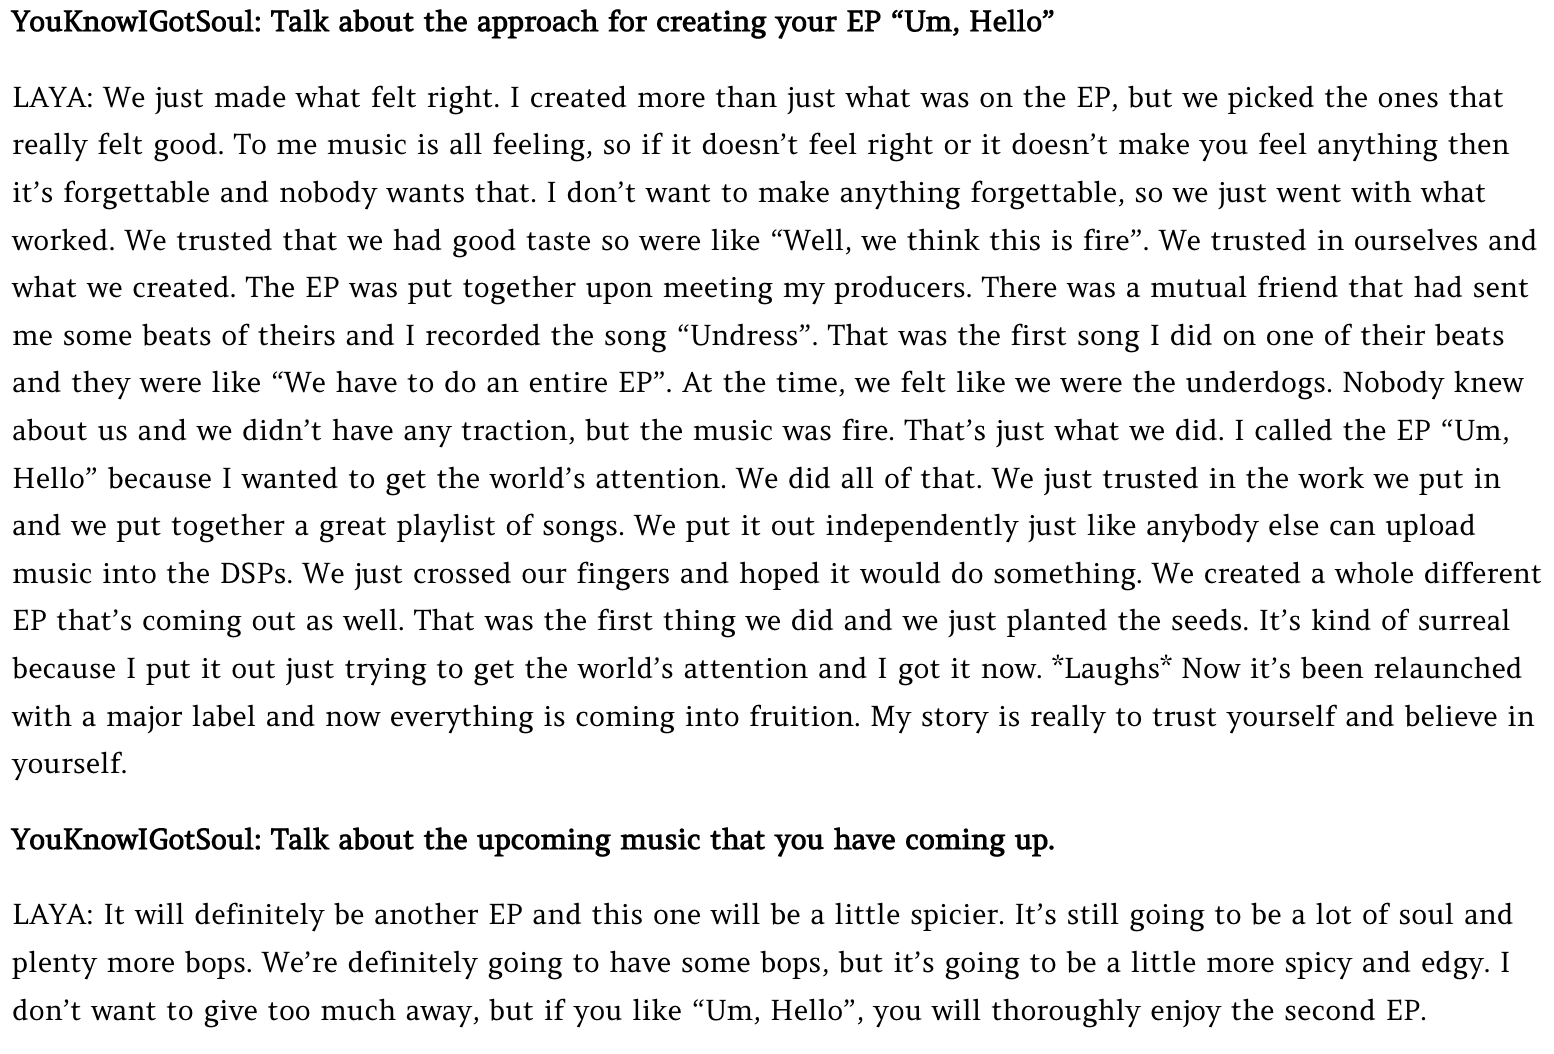 YouKnowIGotSoul: Talk about the approach for creating your EP “Um, Hello”
LAYA: We just made what felt right. I created more than just what was on the EP, but we picked the ones that
really felt good. To me music is all feeling, so if it doesn’t feel right or it doesn’t make you feel anything then
it’s forgettable and nobody wants that. I don’t want to make anything forgettable, so we just went with what
worked. We trusted that we had good taste so were like “Well, we think this is fire”. We trusted in ourselves and
what we created. The EP was put together upon meeting my producers. There was a mutual friend that had sent
me some beats of theirs and I recorded the song “Undress”. That was the first song I did on one of their beats
and they were like “We have to do an entire EP”. At the time, we felt like we were the underdogs. Nobody knew
about us and we didn’t have any traction, but the music was fire. That’s just what we did. I called the EP “Um,
Hello” because I wanted to get the world’s attention. We did all of that. We just trusted in the work we put in
and we put together a great playlist of songs. We put it out independently just like anybody else can upload
music into the DSPs. We just crossed our fingers and hoped it would do something. We created a whole different
EP that’s coming out as well. That was the first thing we did and we just planted the seeds. It’s kind of surreal
because I put it out just trying to get the world’s attention and I got it now. *Laughs* Now it’s been relaunched
with a major label and now everything is coming into fruition. My story is really to trust yourself and believe in
yourself.
YouKnowIGotSoul: Talk about the upcoming music that you have coming up.
LAYA: It will definitely be another EP and this one will be a little spicier. It’s still going to be a lot of soul and
plenty more bops. We’re definitely going to have some bops, but it’s going to be a little more spicy and edgy. I
don’t want to give too much away, but if you like “Um, Hello”, you will thoroughly enjoy the second EP.